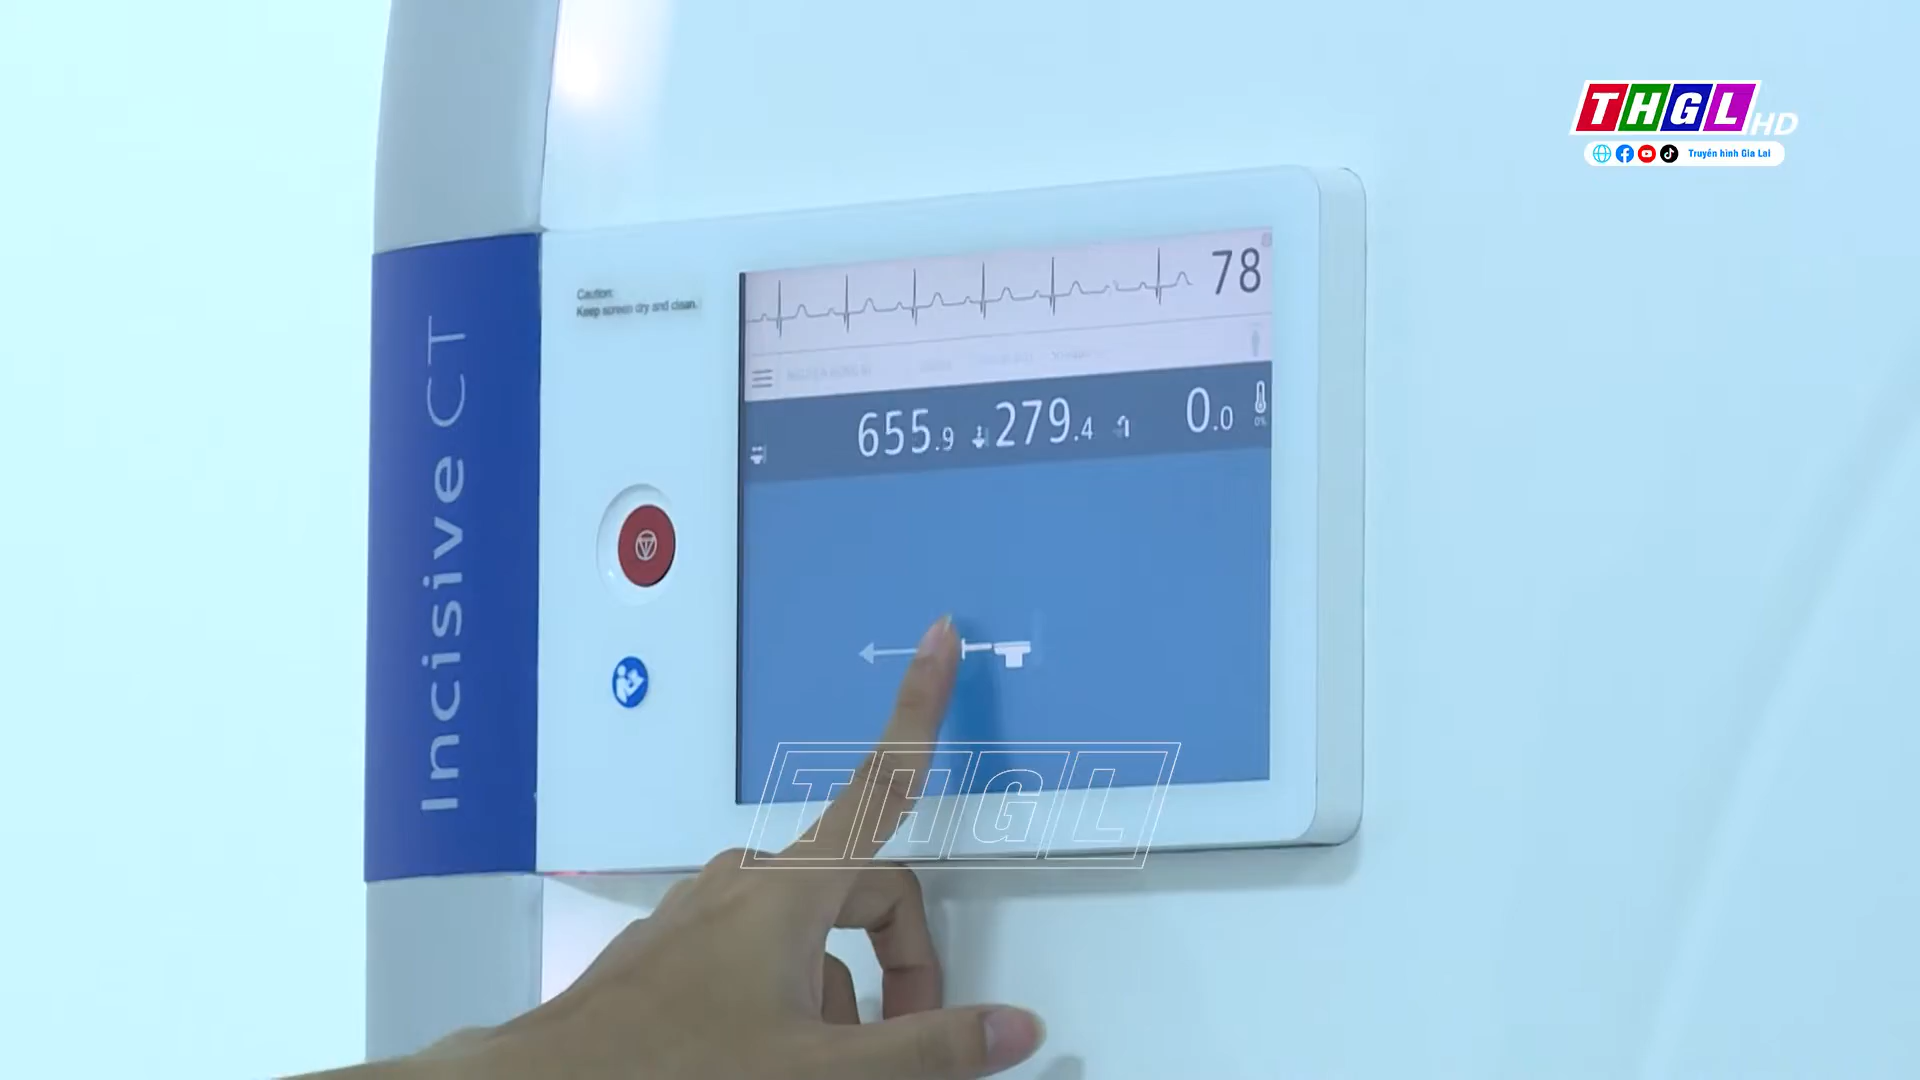 THGL HD
Truyền hình Gia Lai
Incisive CT
Caution:
Keep screen dry and clean.
78
655.9
279.4
0.0
0%
THGL